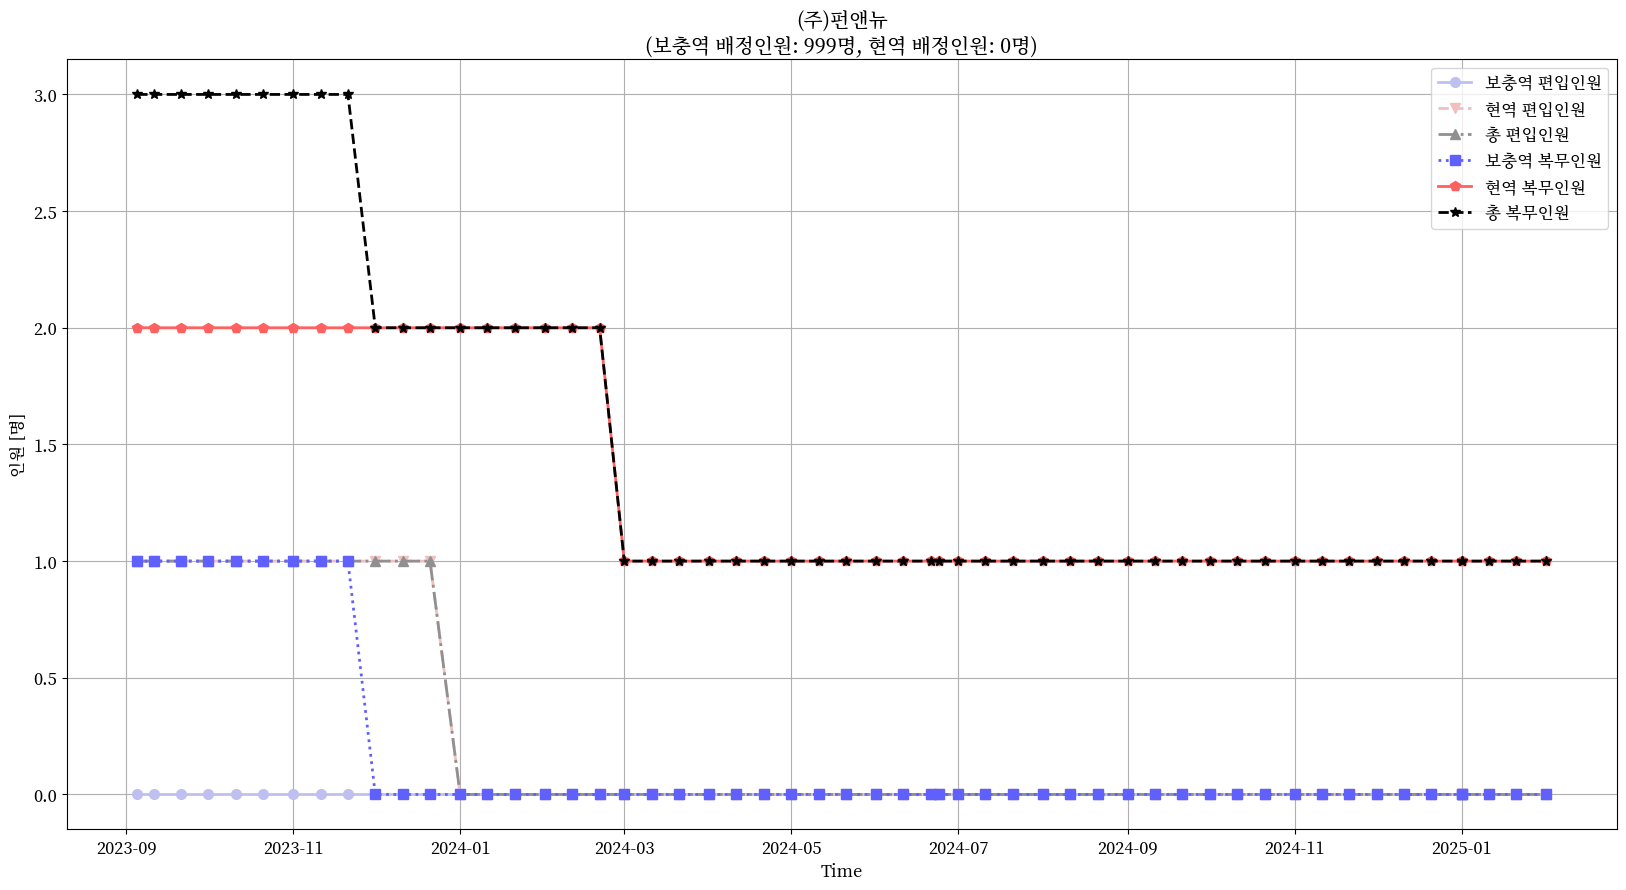 (주)펀앤뉴
(보충역 배정인원: 999명, 현역 배정인원: 0명)
보충역 편입인원
현역 편입인원
총 편입인원
보충역 복무인원
현역 복무인원
총 복무인원
인원 [명]
3.0
2.5
2.0
1.5
1.0
0.5
0.0
2023-09 2023-11 2024-01 2024-03 2024-05 2024-07 2024-09 2024-11 2025-01
Time